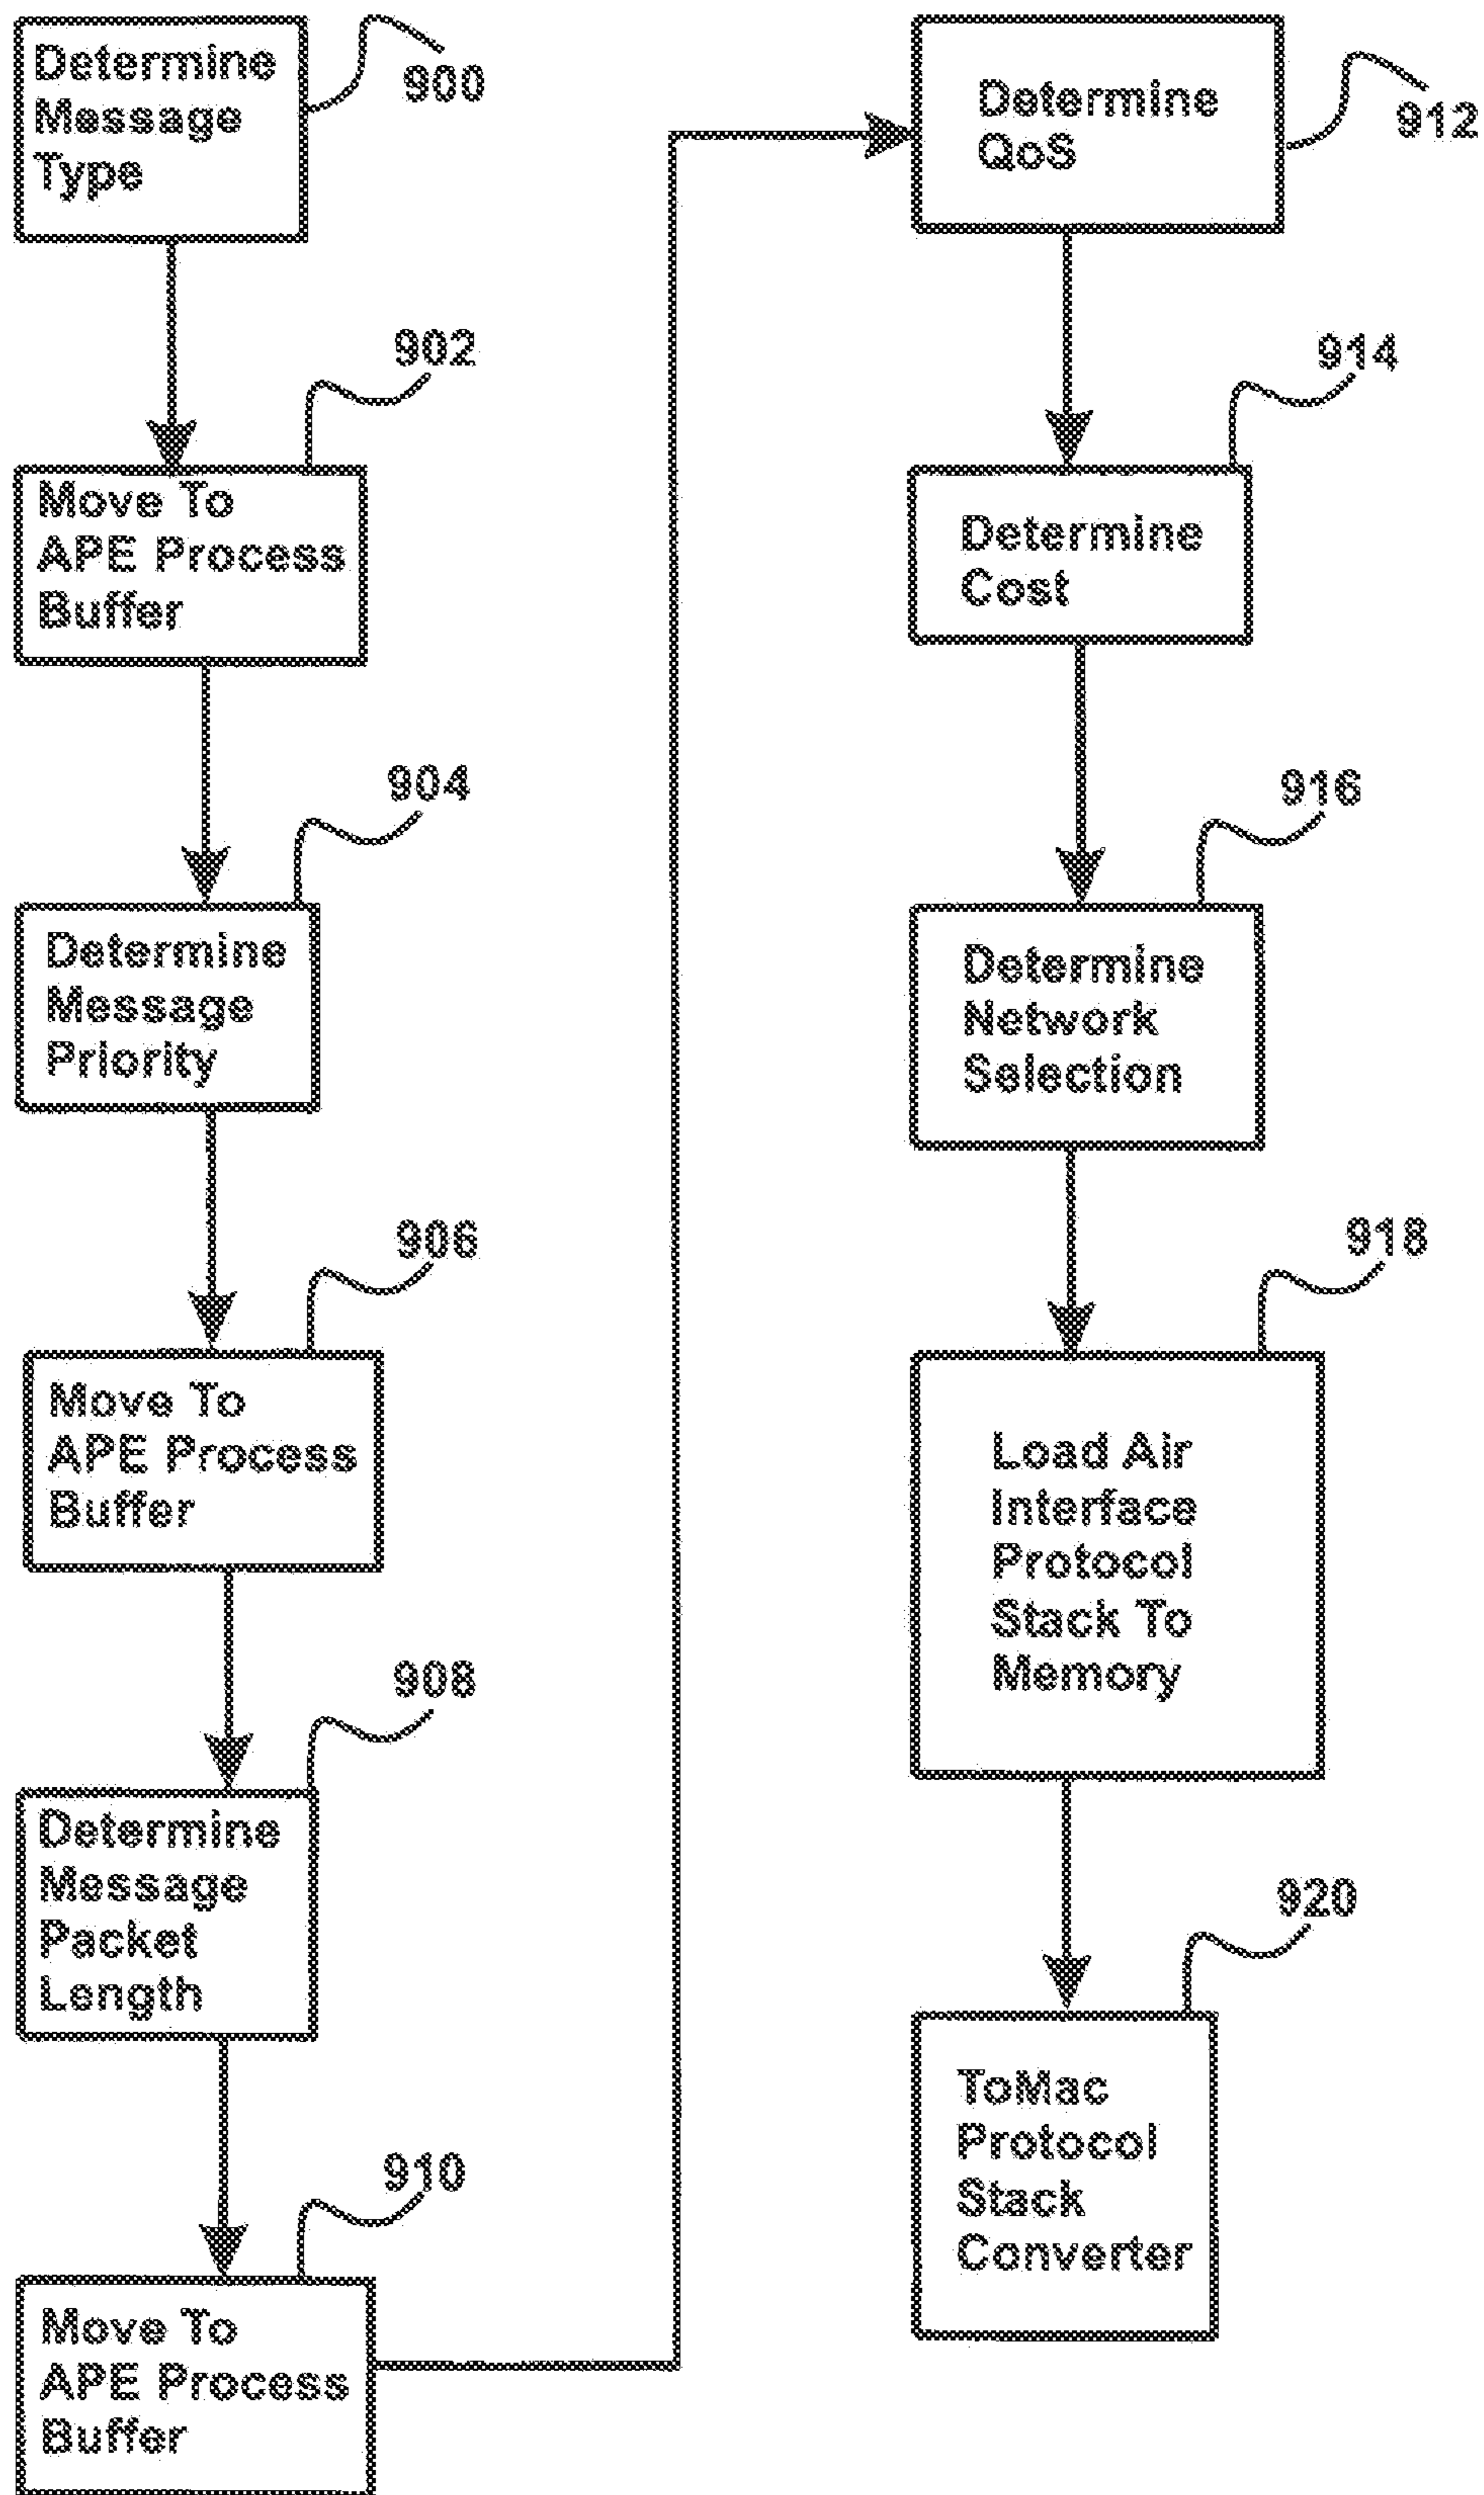 Determine
Message
Type
900
902
Move To
APE Process
Buffer
904
Determine
Message
Priority
906
Move To
APE Process
Buffer
908
Determine
Message
Packet
Length
910
Move To
APE Process
Buffer
Determine
QoS
912
914
Determine
Cost
916
Determine
Network
Selection
918
Load Air
Interface
Protocol
Stack To
Memory
920
ToMac
Protocol
Stack
Converter